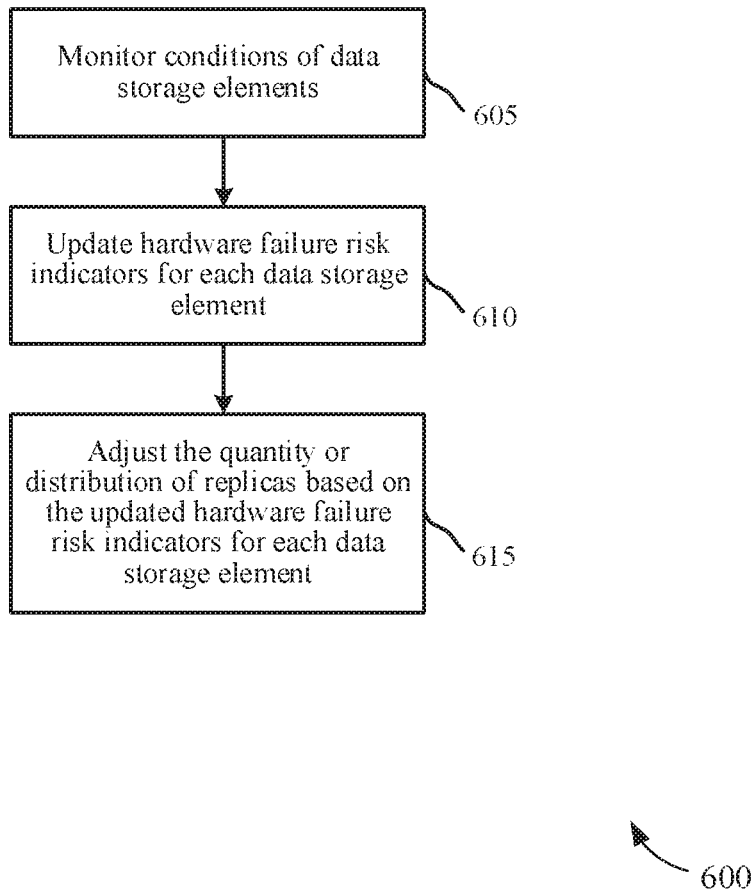 Monitor conditions of data
storage elements
605
Update hardware failure risk
indicators for each data storage
element
610
Adjust the quantity or
distribution of replicas based on
the updated hardware failure
risk indicators for each data
storage element
615
600